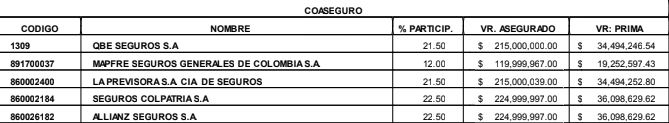 COASEGURO
CODIGO NOMBRE % PARTICIP. VR. ASEGURADO VR: PRIMA
1309 QBE SEGUROS S.A 21.50 $ 215,000,000.00 $ 34,494,246.54
891700037 MAPFRE SEGUROS GENERALES DE COLOMBIA S.A. 12.00 $ 119,999,967.00 $ 19,252,597.43
860002400 LA PREVISORA S.A. CIA DE SEGUROS 21.50 $ 215,000,039.00 $ 34,494,252.80
860002184 SEGUROS COLPATRIA S.A 22.50 $ 224,999,997.00 $ 36,098,629.62
860026182 ALLIANZ SEGUROS S.A. 22.50 $ 224,999,997.00 $ 36,098,629.62